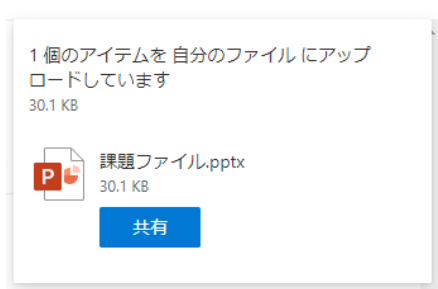 1 個のアイテムを 自分のファイル にアップ
ロードしています
30.1 KB
課題ファイル.pptx
30.1 KB
共有